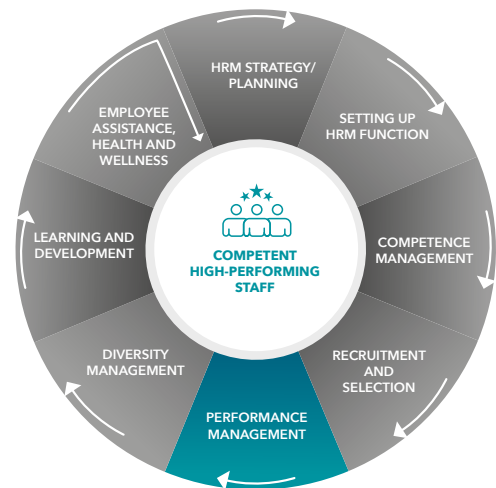 HRM STRATEGY/
PLANNING
SETTING UP
HRM FUNCTION
COMPETENCE
MANAGEMENT
RECRUITMENT
AND
SELECTION
PERFORMANCE
MANAGEMENT
DIVERSITY
MANAGEMENT
LEARNING AND
DEVELOPMENT
EMPLOYEE
ASSISTANCE,
HEALTH AND
WELLNESS
COMPETENT
HIGH-PERFORMING
STAFF